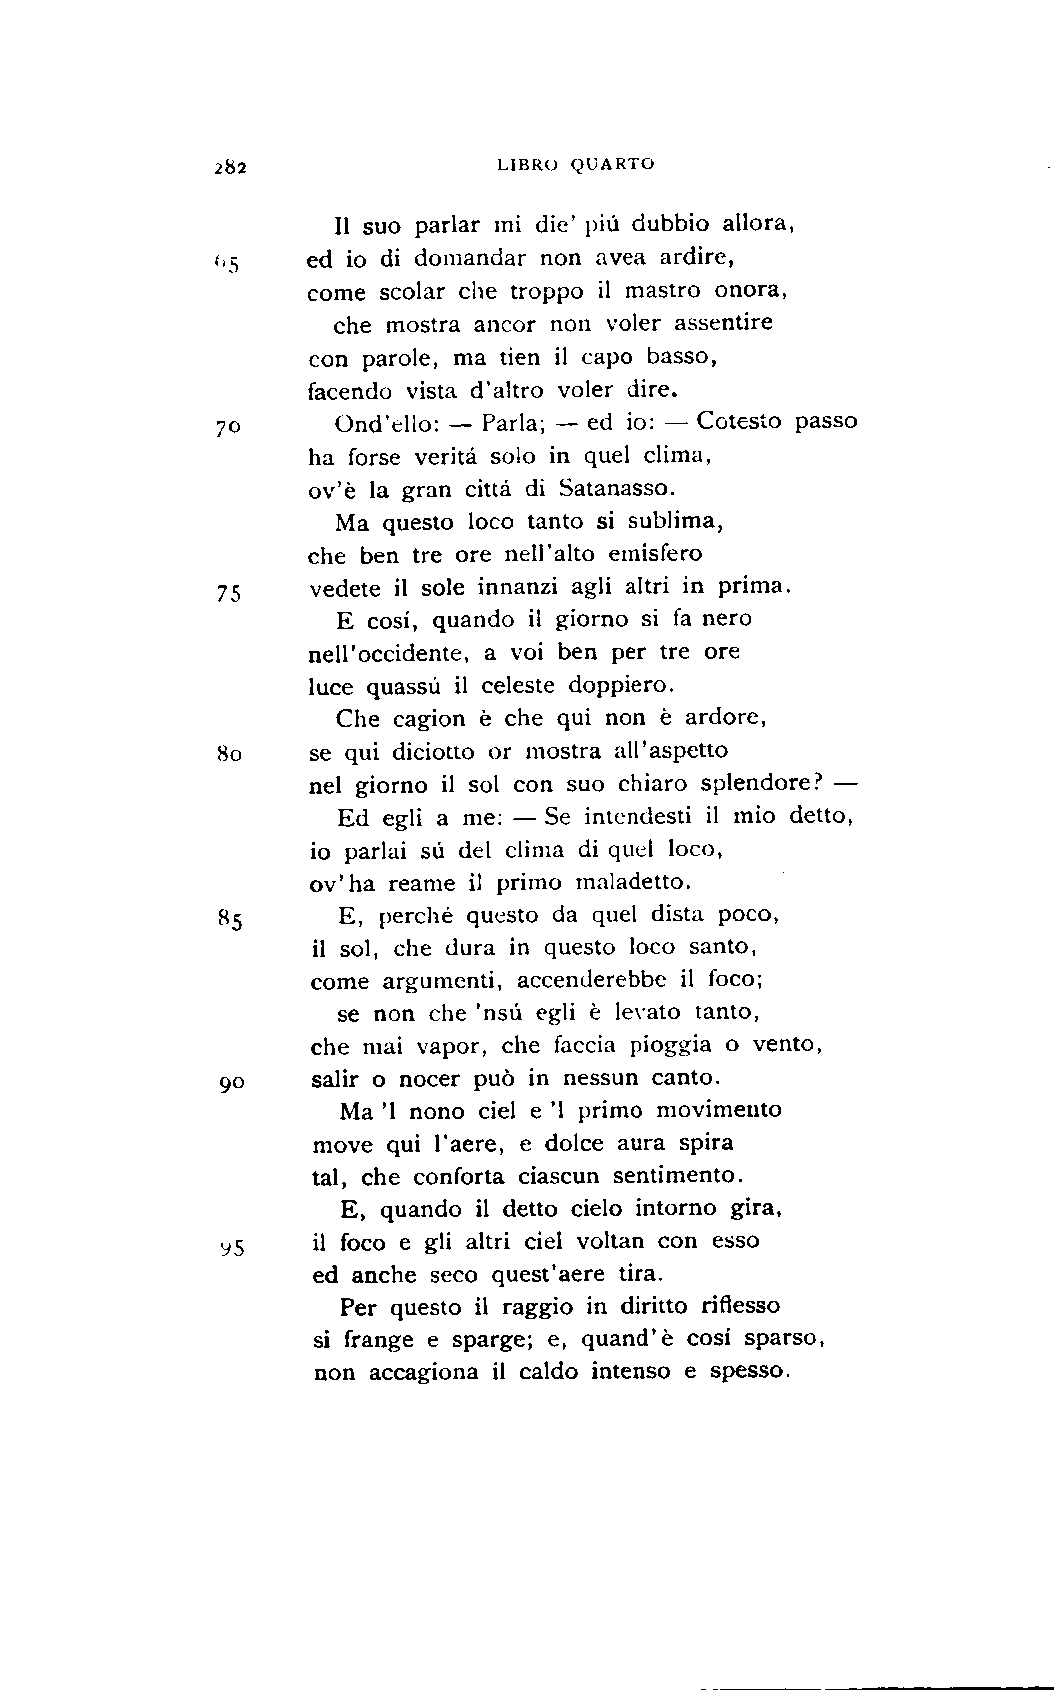 282 LIBRO QUARTO
Il suo parlar mi die' piú dubbio allora,
65 ed io di domandar non avea ardire,
come scolar che troppo il mastro onora,
che mostra ancor non voler assentire
con parole, ma tien il capo basso,
facendo vista d'altro voler dire.
70 Ond'ello: — Parla; — ed io: — Cotesto passo
ha forse veritá solo in quel clima,
ov'è la gran cittá di Satanasso.
Ma questo loco tanto si sublima,
che ben tre ore nell'alto emisfero
75 vedete il sole innanzi agli altri in prima.
E cosí, quando il giorno si fa nero
nell'occidente, a voi ben per tre ore
luce quassú il celeste doppiero.
Che cagion è che qui non è ardore,
80 se qui diciotto or mostra all'aspetto
nel giorno il sol con suo chiaro splendore? —
Ed egli a me: — Se intendesti il mio detto,
io parlai sú del clima di quel loco,
ov'ha reame il primo maladetto.
85 E, perché questo da quel dista poco,
il sol, che dura in questo loco santo,
come argumenti, accenderebbe il foco;
se non che 'nsú egli è levato tanto,
che mai vapor, che faccia pioggia o vento,
90 salir o nocer può in nessun canto.
Ma 'l nono ciel e 'l primo movimento
move qui l'aere, e dolce aura spira
tal, che conforta ciascun sentimento.
E, quando il detto cielo intorno gira,
95 il foco e gli altri ciel voltan con esso
ed anche seco quest'aere tira.
Per questo il raggio in diritto riflesso
si frange e sparge; e, quand'è cosí sparso,
non accagiona il caldo intenso e spesso.